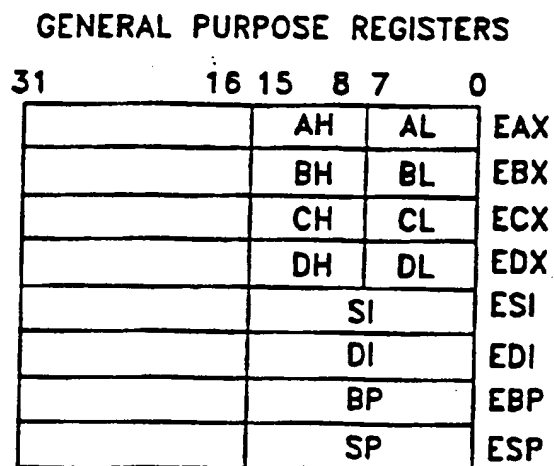 GENERAL PURPOSE REGISTERS
31 16 15 8 7 0
AH AL EAX
BH BL EBX
CH CL ECX
DH DL EDX
SI ESI
DI EDI
BP EBP
SP ESP